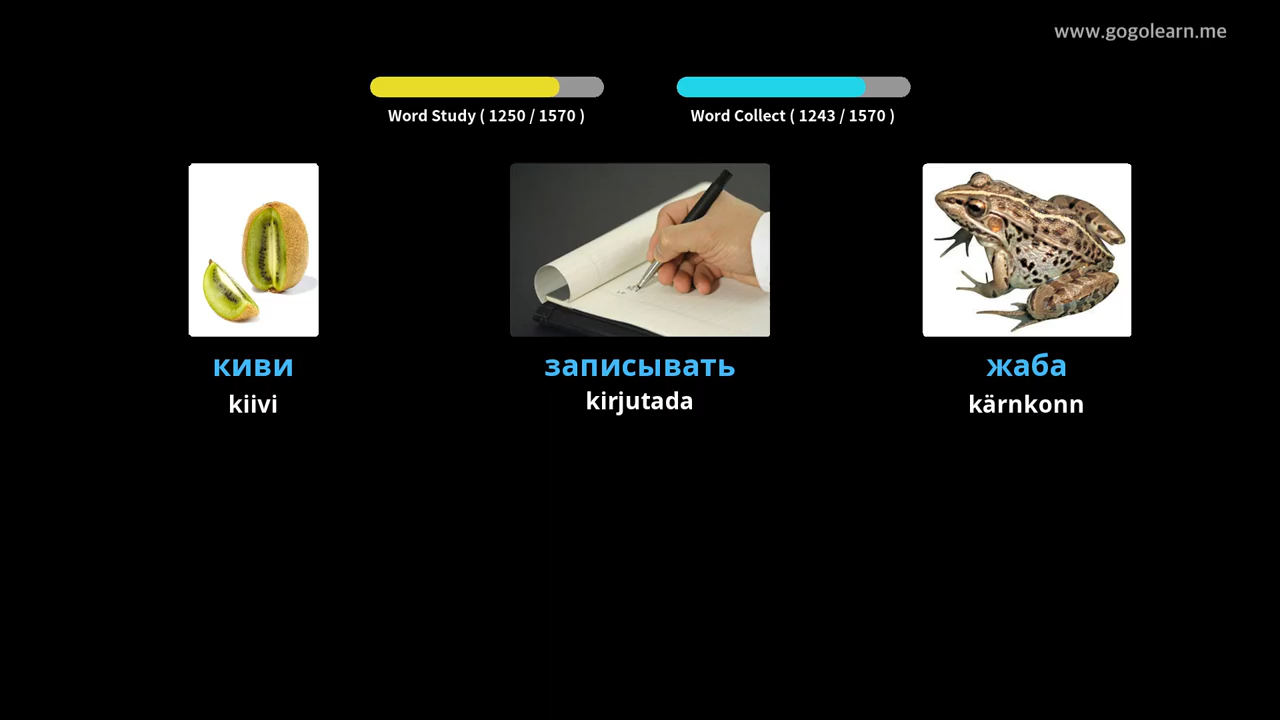 www.gogolearn.me
Word Study ( 1250 / 1570 )
Word Collect ( 1243 / 1570 )
киви
kiivi
записывать
kirjutada
жаба
kärnkonn